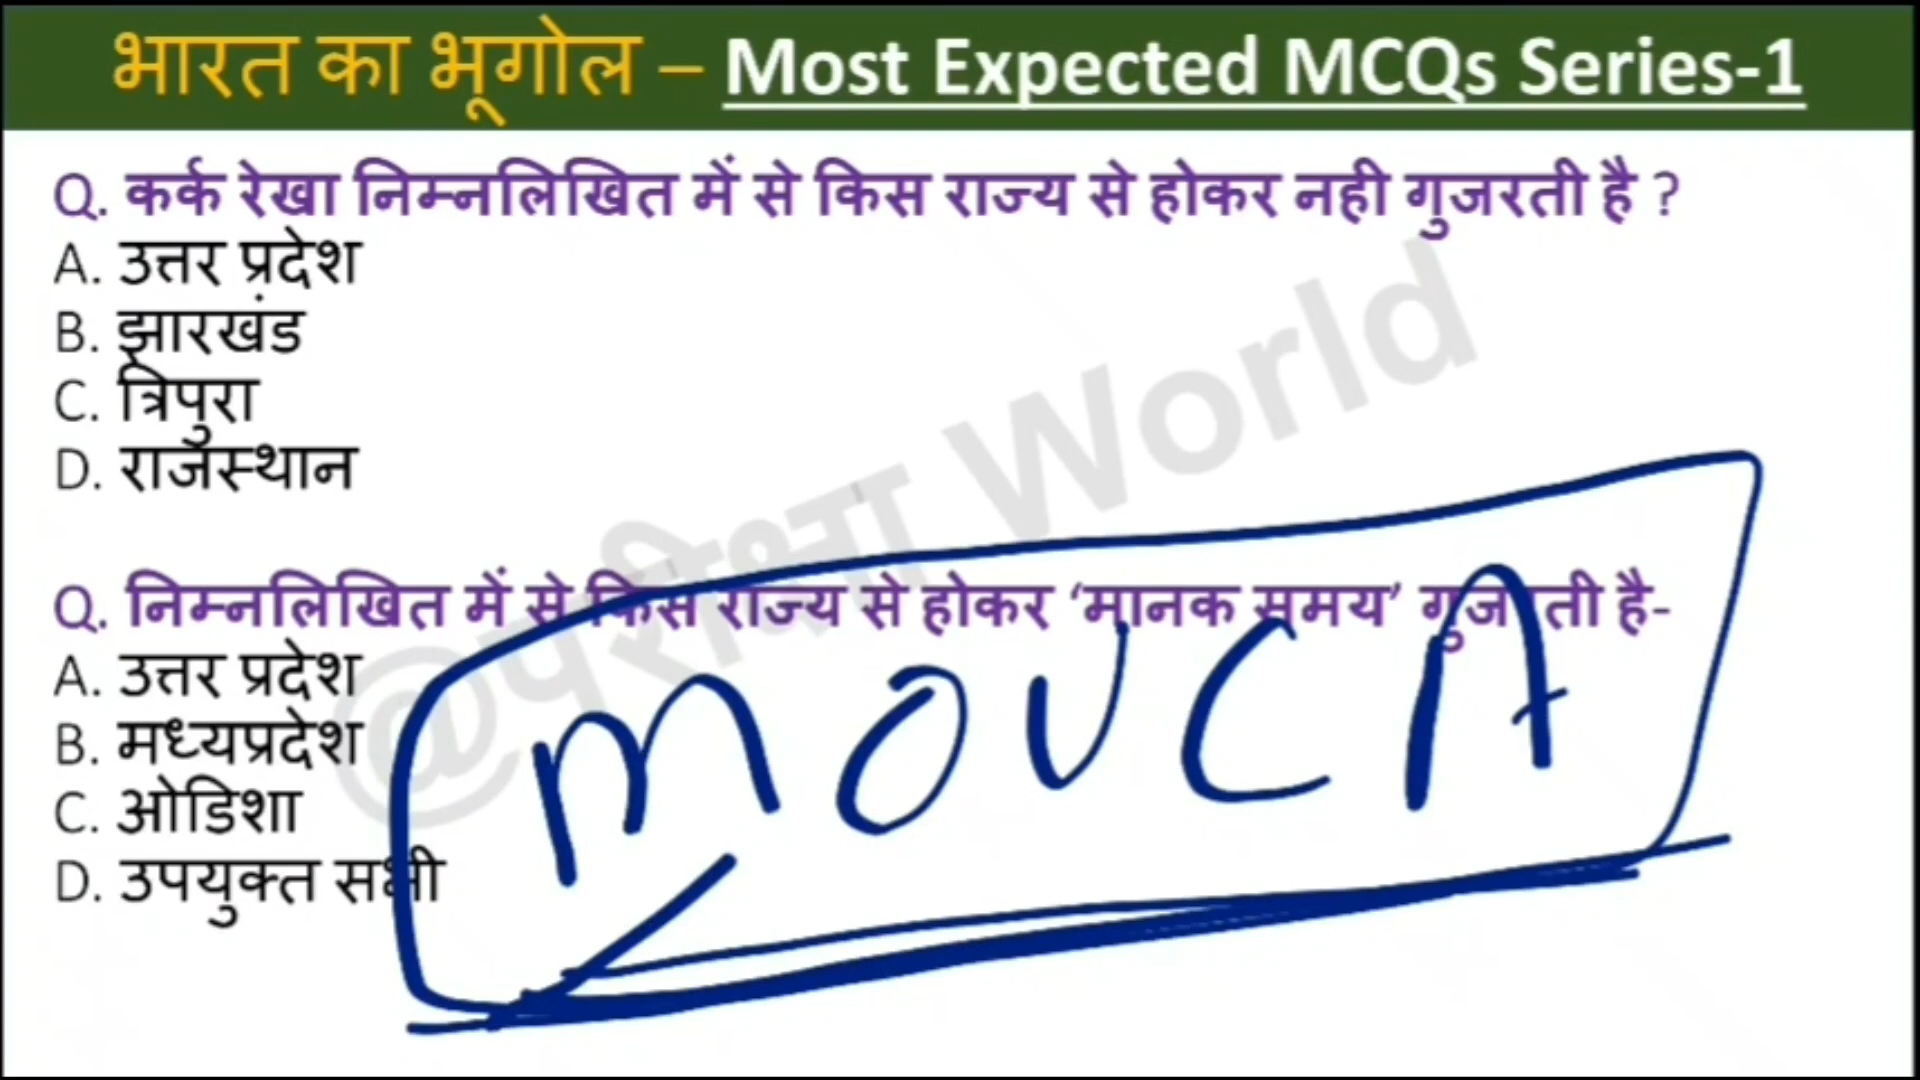 भारत का भूगोल – Most Expected MCQs Series-1
Q. कर्क रेखा निम्नलिखित में से किस राज्य से होकर नही गुजरती है ?
A. उत्तर प्रदेश
B. झारखंड
C. त्रिपुरा
D. राजस्थान
@परीक्षा World
Q. निम्नलिखित में से किस राज्य से होकर ‘मानक समय’ गुजरती है-
A. उत्तर प्रदेश
B. मध्यप्रदेश
C. ओडिशा
D. उपयुक्त सभी
MOUCA